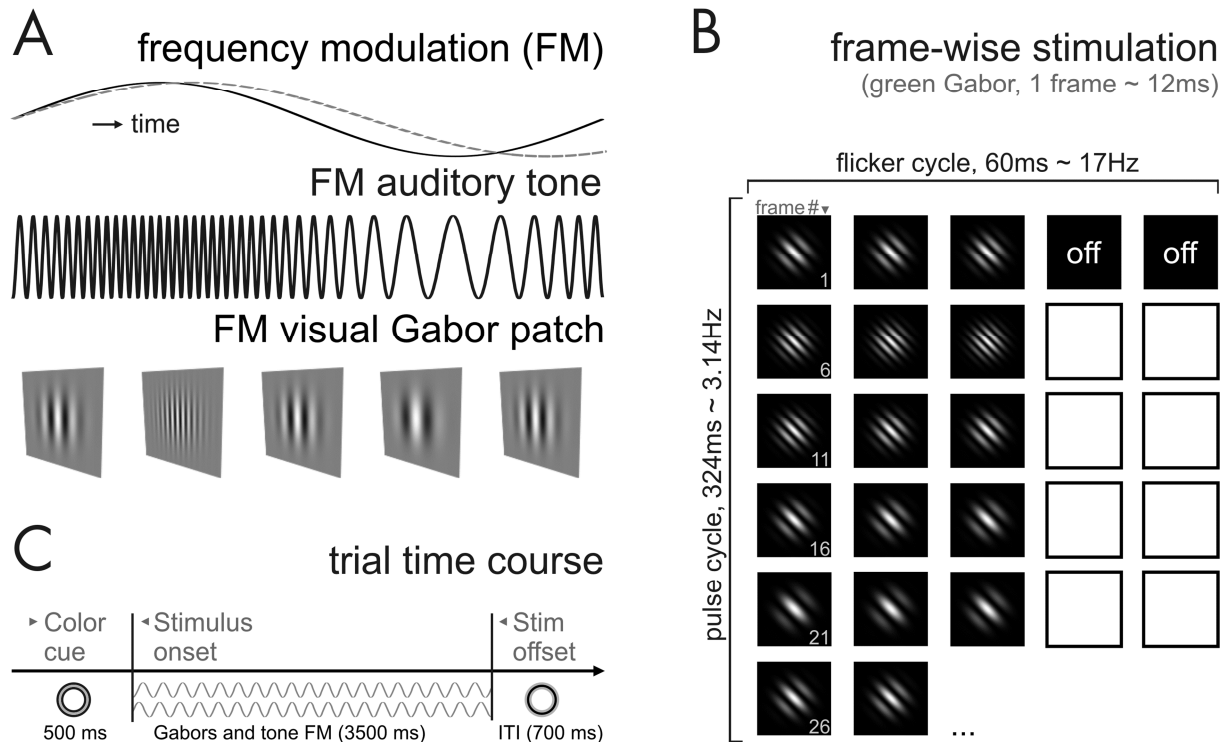 A
frequency modulation (FM)
→ time
FM auditory tone
FM visual Gabor patch
B
frame-wise stimulation
(green Gabor, 1 frame ~ 12ms)
flicker cycle, 60ms ~ 17Hz
pulse cycle, 324ms ~ 3.14Hz
frame#▾
off off
1
6
11
16
21
26
...
C
trial time course
▸ Color
cue
◂ Stimulus
onset
◂ Stim
offset
500 ms
Gabors and tone FM (3500 ms)
ITI (700 ms)